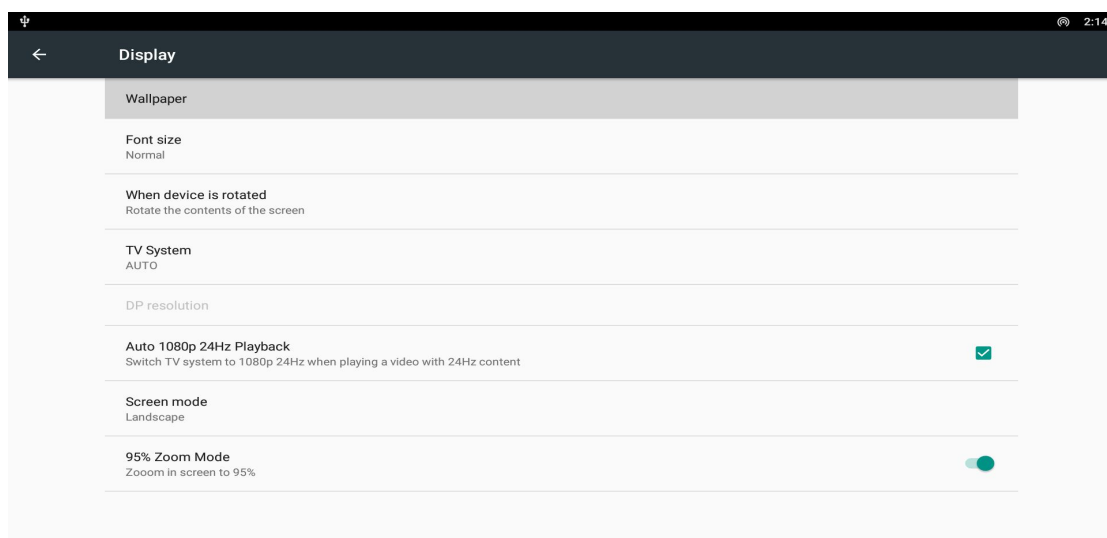 2:14
Display
Wallpaper
Font size
Normal
When device is rotated
Rotate the contents of the screen
TV System
AUTO
DP resolution
Auto 1080p 24Hz Playback
Switch TV system to 1080p 24Hz when playing a video with 24Hz content
Screen mode
Landscape
95% Zoom Mode
Zooom in screen to 95%